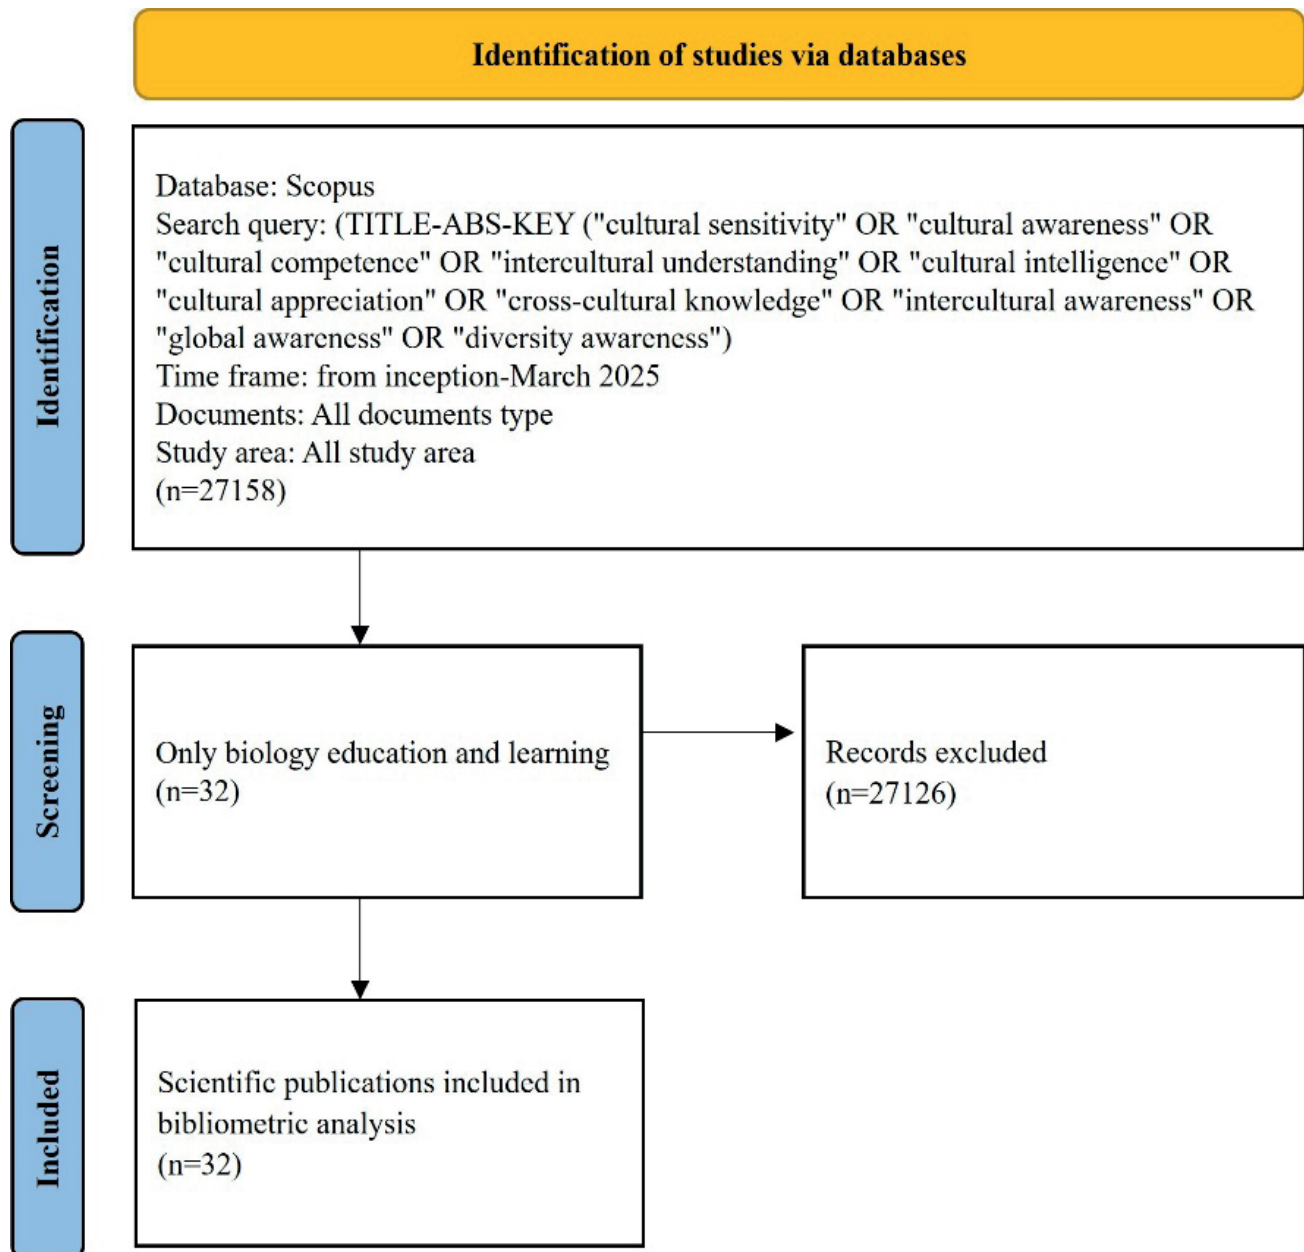 Identification of studies via databases
Identification
Database: Scopus
Search query: (TITLE-ABS-KEY ("cultural sensitivity" OR "cultural awareness" OR
"cultural competence" OR "intercultural understanding" OR "cultural intelligence" OR
"cultural appreciation" OR "cross-cultural knowledge" OR "intercultural awareness" OR
"global awareness" OR "diversity awareness")
Time frame: from inception-March 2025
Documents: All documents type
Study area: All study area
(n=27158)
Screening
Only biology education and learning
(n=32)
Records excluded
(n=27126)
Included
Scientific publications included in
bibliometric analysis
(n=32)